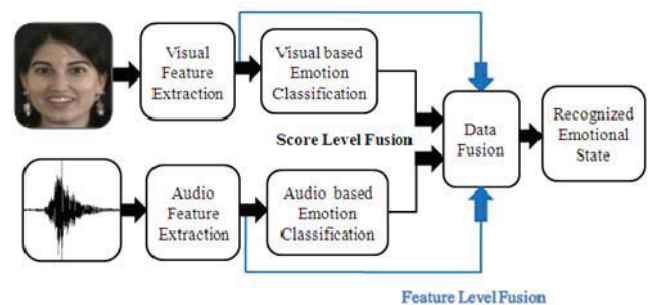 Visual
Feature
Extraction
Visual based
Emotion
Classification
Score Level Fusion
Data
Fusion
Recognized
Emotional
State
Audio
Feature
Extraction
Audio based
Emotion
Classification
Feature Level Fusion